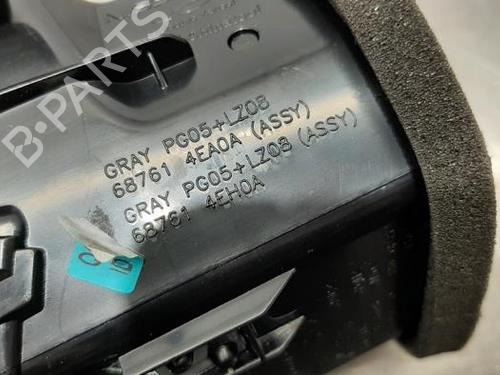 B-PARTS
GRAY PG05+LZ08
68761 4EA0A (ASSY)
GRAY PG05+LZ08 (ASSY)
68761 4EH0A